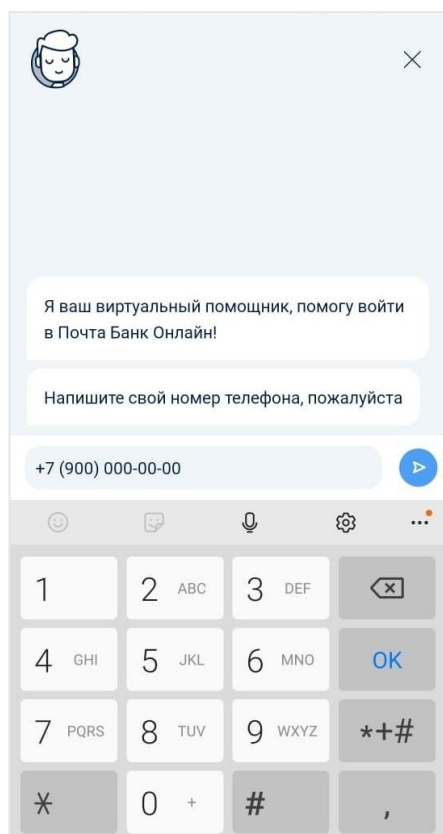 Я ваш виртуальный помощник, помогу войти
в Почта Банк Онлайн!
Напишите свой номер телефона, пожалуйста
+7 (900) 000-00-00
1 2 ABC 3 DEF
4 GHI 5 JKL 6 MNO OK
7 PQRS 8 TUV 9 WXYZ *+#
* 0 + # ,